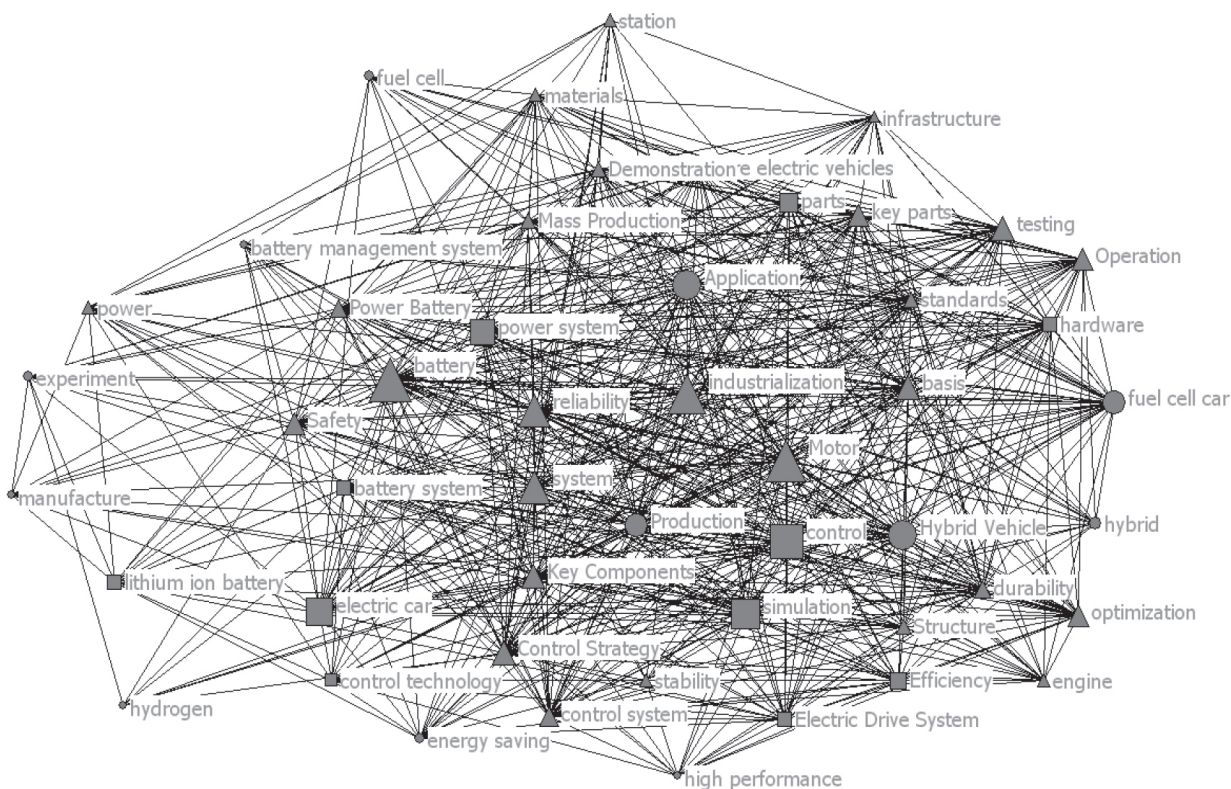 station
fuel cell
materials
infrastructure
Demonstration
e electric vehicles
parts
key parts
Mass Production
testing
battery management system
Operation
Application
standards
power
Power Battery
power system
hardware
battery
experiment
industrialization
basis
fuel cell car
reliability
Safety
Motor
system
battery system
manufacture
Production
control
Hybrid Vehicle
hybrid
Key Components
lithium ion battery
durability
electric car
simulation
optimization
Structure
Control Strategy
control technology
stability
Efficiency
engine
hydrogen
control system
Electric Drive System
energy saving
high performance